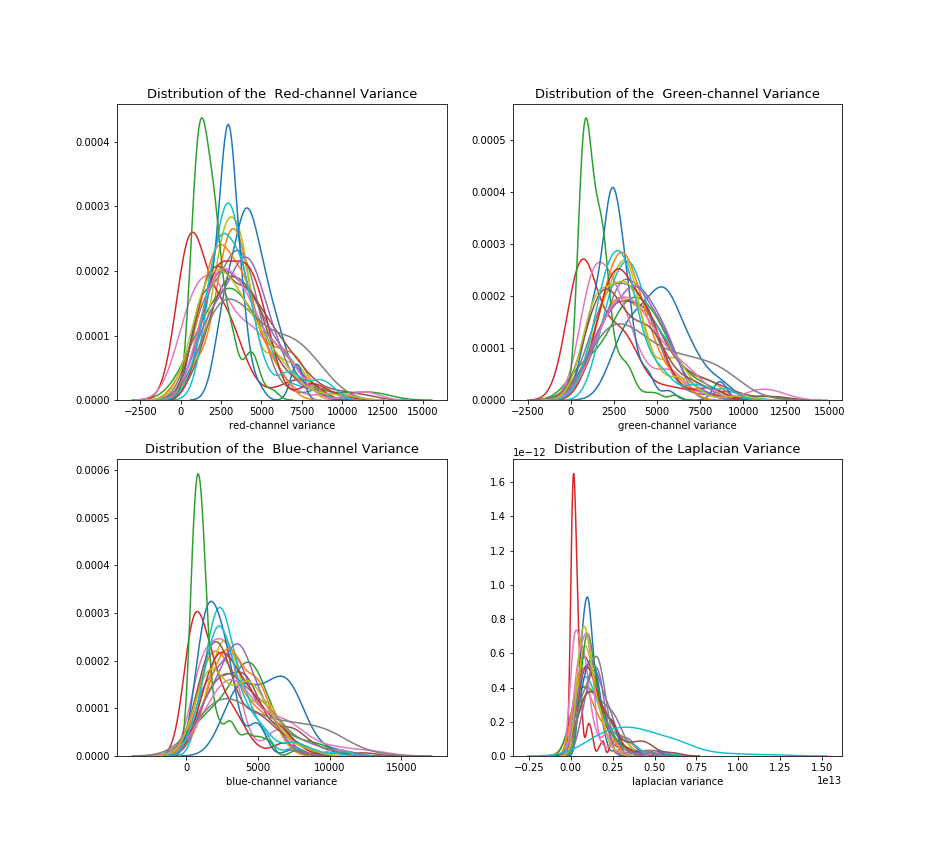 Distribution of the  Red-channel Variance
0.0004
0.0003
0.0002
0.0001
0.0000
−2500 0 2500 5000 7500 10000 12500 15000
red-channel variance
Distribution of the  Green-channel Variance
0.0005
0.0004
0.0003
0.0002
0.0001
0.0000
−2500 0 2500 5000 7500 10000 12500 15000
green-channel variance
Distribution of the  Blue-channel Variance
0.0006
0.0005
0.0004
0.0003
0.0002
0.0001
0.0000
0 5000 10000 15000
blue-channel variance
1e−12
Distribution of the Laplacian Variance
1.6
1.4
1.2
1.0
0.8
0.6
0.4
0.2
0.0
−0.25 0.00 0.25 0.50 0.75 1.00 1.25 1.50
laplacian variance
1e13